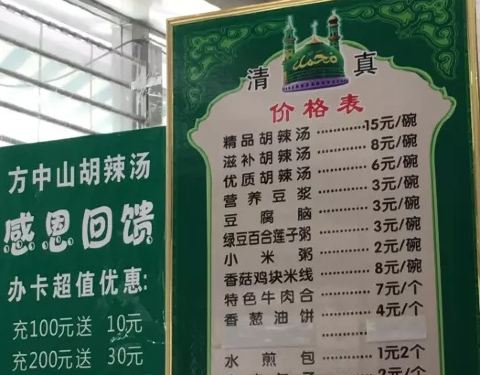 方中山胡辣汤
感恩回馈
办卡超值优惠:
充100元送 10元
充200元送 30元
清真
价格表
精品胡辣汤 15元/碗
滋补胡辣汤 8元/碗
优质胡辣汤 6元/碗
营养豆浆 3元/碗
豆腐脑 3元/碗
绿豆百合莲子粥 3元/碗
小米粥 2元/碗
香菇鸡块米线 8元/碗
特色牛肉合 7元/个
香葱油饼 4元/个
水煎包 1元2个